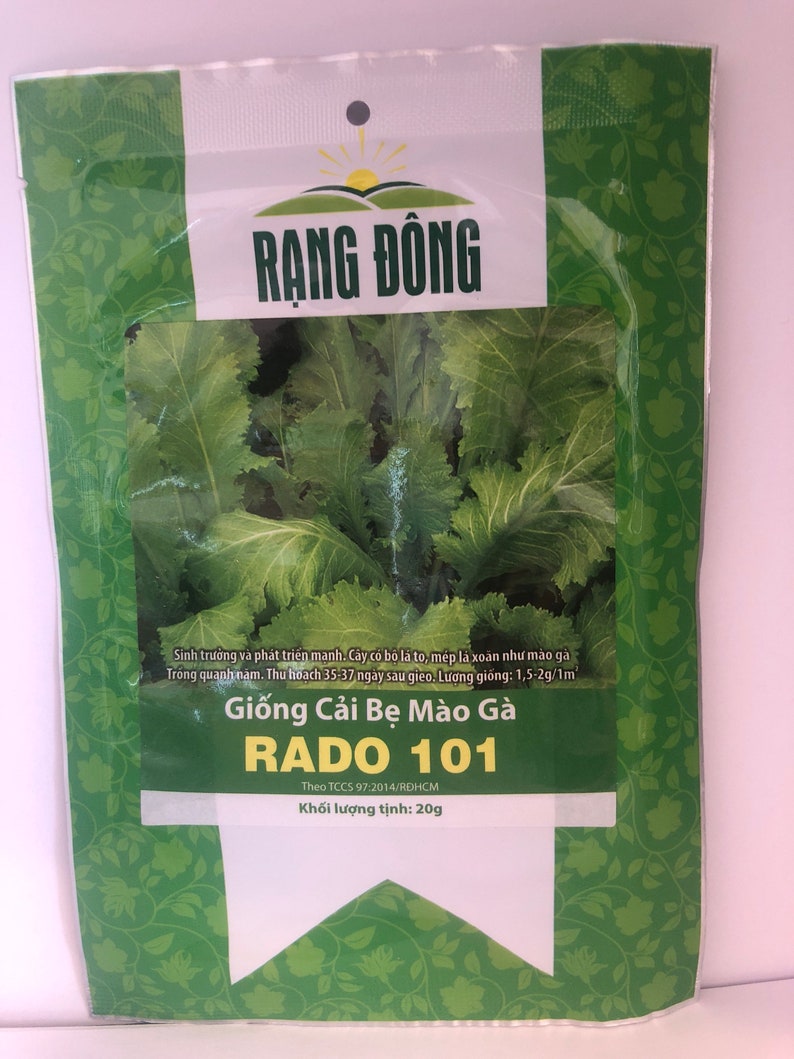 RẠNG ĐÔNG
Sinh trưởng và phát triển mạnh. Cây có bộ lá to, mép lá xoăn như mào gà
Trồng quanh năm. Thu hoạch 35-37 ngày sau gieo. Lượng giống: 1,5-2g/1m²
Giống Cải Bẹ Mào Gà
RADO 101
Theo TCCS 97:2014/RĐHCM
Khối lượng tịnh: 20g